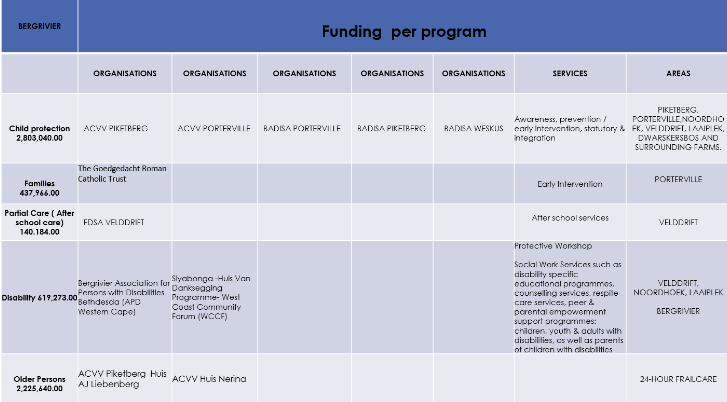 BERGRIVIER
Funding per program
ORGANISATIONS
ORGANISATIONS
ORGANISATIONS
ORGANISATIONS
ORGANISATIONS
SERVICES
AREAS
Child protection
2,803,040.00
ACVV PIKETBERG
ACVV PORTERVILLE
BADISA PORTERVILLE
BADISA PIKETBERG
BADISA WESKUS
Awareness, prevention /
early intervention, statutory &
integration
PIKETBERG,
PORTERVILLE,NOORDHO
EK, VELDDRIFT, LAAIPLEK,
DWARSKERSBOS AND
SURROUNDING FARMS.
Families
437,966.00
The Goedgedacht Roman
Catholic Trust
Early Intervention
PORTERVILLE
Partial Care ( After
school care)
140.184.00
FDSA VELDDRIFT
After school services
VELDDRIFT
Disability 619,273.00
Bergrivier Association for
Persons with Disabilities
Bethdescia (APD
Western Cape)
Siyabonga -Huis Van
Danksegging
Programme- West
Coast Community
Forum (WCCF)
Protective Workshop
Social Work Services such as
disability specific
educational programmes,
counselling services, respite
care services, peer &
parental empowerment
support programmes;
children, youth & adults with
disabilities, as well as parents
of children with disabilities
VELDDRIFT,
NOORDHOEK, LAAIPLEK
BERGRIVIER
Older Persons
2,225,640.00
ACVV Piketberg Huis
AJ Liebenberg
ACVV Huis Nerina
24-HOUR FRAILCARE